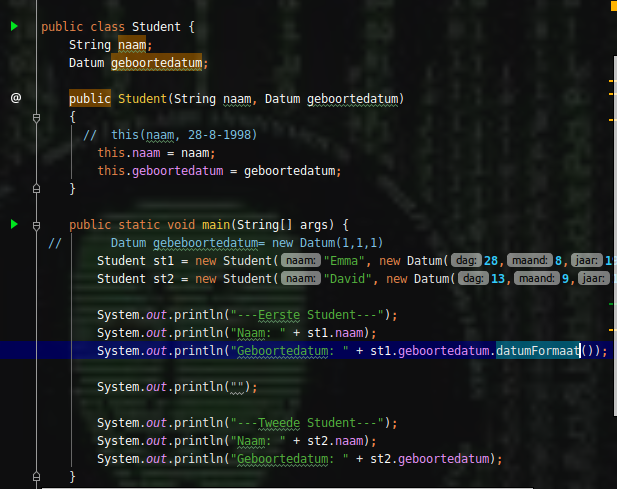 public class Student {
String naam;
Datum geboortedatum;
@ public Student(String naam, Datum geboortedatum)
{
// this(naam, 28-8-1998)
this.naam = naam;
this.geboortedatum = geboortedatum;
}
public static void main(String[] args) {
// Datum gebeboortedatum= new Datum(1,1,1)
Student st1 = new Student( naam: "Emma", new Datum( dag: 28, maand: 8, jaar:
Student st2 = new Student( naam: "David", new Datum( dag: 13, maand: 9, jaar:
System.out.println("---Eerste Student---");
System.out.println("Naam: " + st1.naam);
System.out.println("Geboortedatum: " + st1.geboortedatum.datumFormaat());
System.out.println("");
System.out.println("---Tweede Student---");
System.out.println("Naam: " + st2.naam);
System.out.println("Geboortedatum: " + st2.geboortedatum);
}